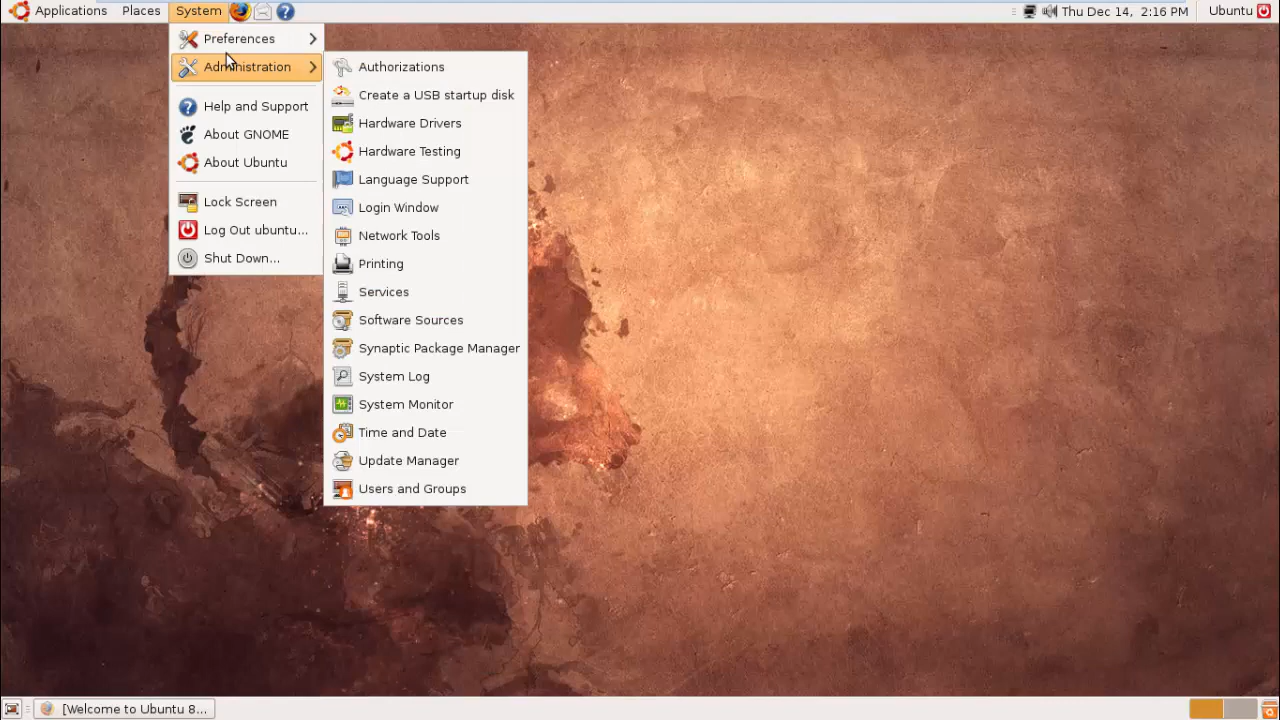 Applications Places System Thu Dec 14, 2:16 PM Ubuntu
Preferences
Administration
Help and Support
About GNOME
About Ubuntu
Lock Screen
Log Out ubuntu...
Shut Down...
Authorizations
Create a USB startup disk
Hardware Drivers
Hardware Testing
Language Support
Login Window
Network Tools
Printing
Services
Software Sources
Synaptic Package Manager
System Log
System Monitor
Time and Date
Update Manager
Users and Groups
[Welcome to Ubuntu 8...